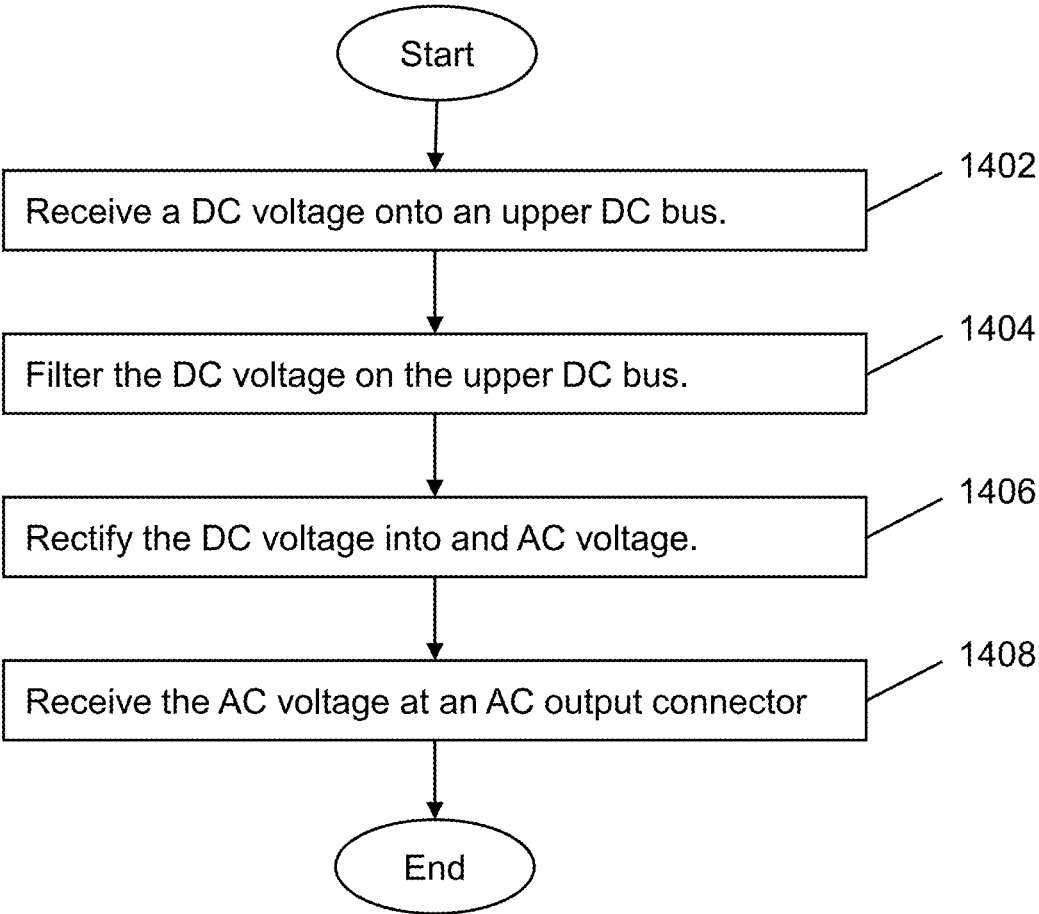 Start
1402
Receive a DC voltage onto an upper DC bus.
1404
Filter the DC voltage on the upper DC bus.
1406
Rectify the DC voltage into and AC voltage.
1408
Receive the AC voltage at an AC output connector
End